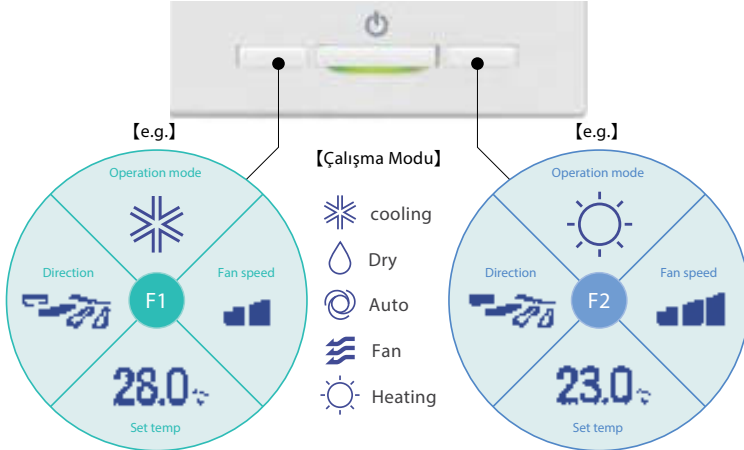 【e.g.】
Operation mode
Direction
Fan speed
F1
28.0℃
Set temp
【Çalışma Modu】
cooling
Dry
Auto
Fan
Heating
【e.g.】
Operation mode
Direction
Fan speed
F2
23.0℃
Set temp